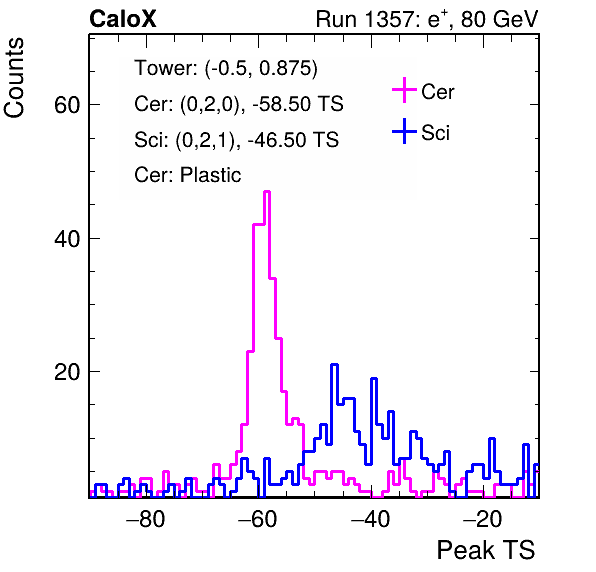 CaloX Run 1357: e⁺, 80 GeV
Counts
Tower: (-0.5, 0.875)
Cer: (0,2,0), -58.50 TS
Sci: (0,2,1), -46.50 TS
Cer: Plastic
Cer
Sci
60
40
20
−80 −60 −40 −20
Peak TS